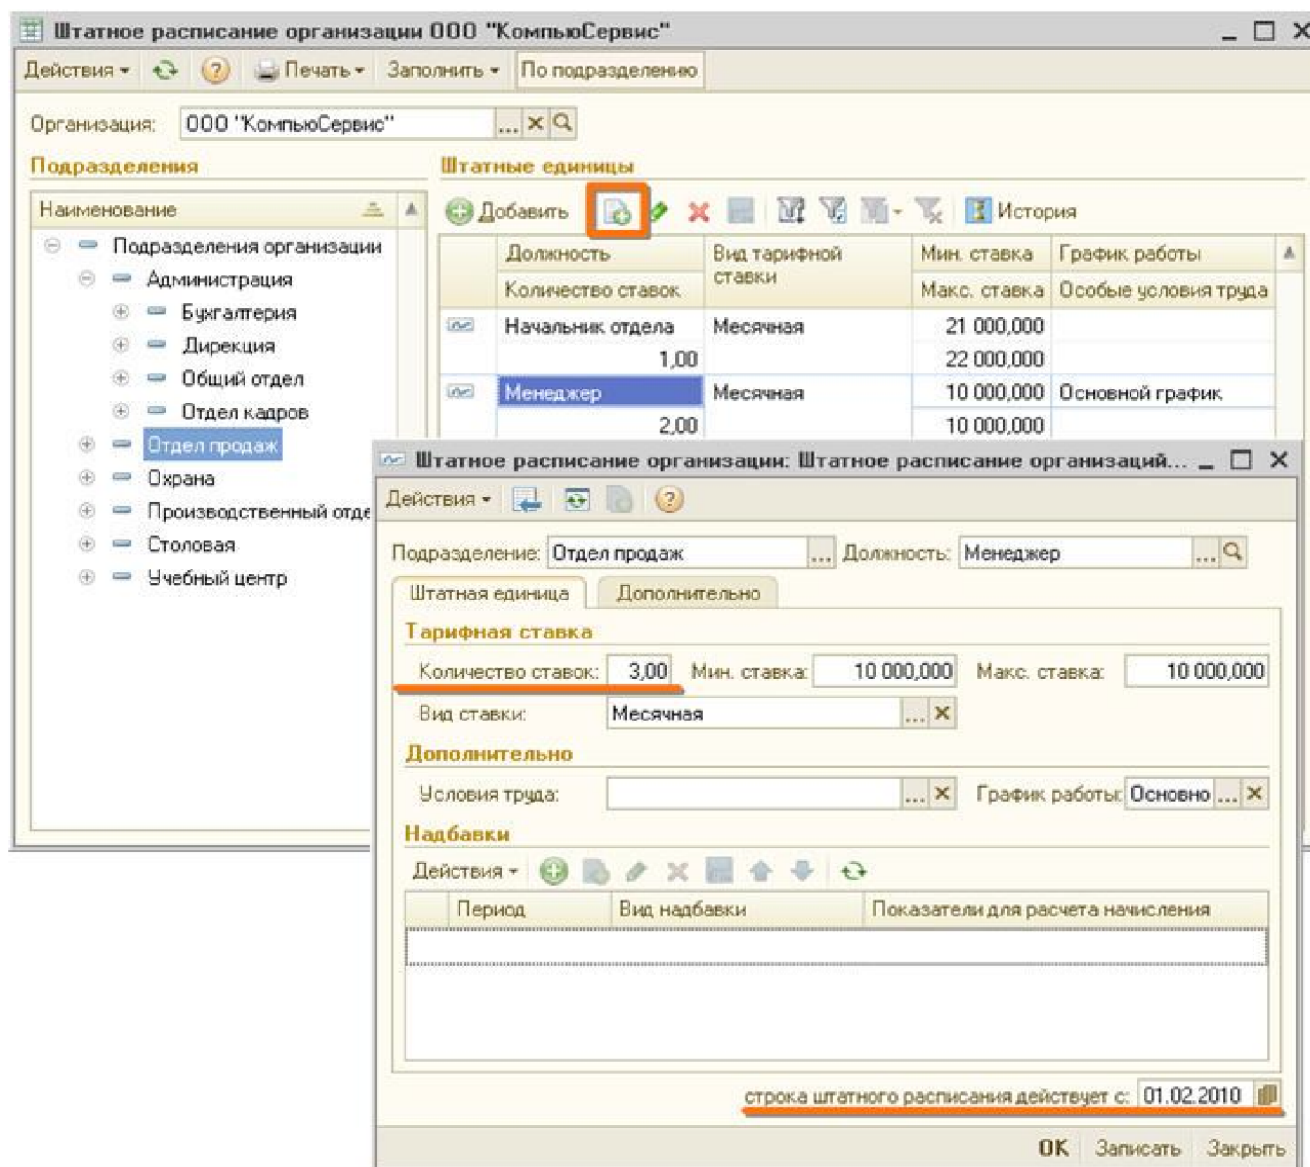 Штатное расписание организации ООО "КомпьюСервис"
Действия Печать Заполнить По подразделению
Организация: ООО "КомпьюСервис" ...
Подразделения Штатные единицы
Наименование Добавить История
Должность Вид тарифной ставки Мин. ставка График работы
Количество ставок Макс. ставка Особые условия труда
Подразделения организации
Администрация
Бухгалтерия
Дирекция
Общий отдел
Отдел кадров
Отдел продаж
Охрана
Производственный отде
Столовая
Учебный центр
Начальник отдела Месячная 21 000,000
1,00 22 000,000
Менеджер Месячная 10 000,000 Основной график
2,00 10 000,000
Штатное расписание организации: Штатное расписание организаций...
Действия
Подразделение: Отдел продаж ... Должность: Менеджер ...
Штатная единица Дополнительно
Тарифная ставка
Количество ставок: 3,00 Мин. ставка: 10 000,000 Макс. ставка: 10 000,000
Вид ставки: Месячная ...
Дополнительно
Условия труда: ... График работы: Основно ...
Надбавки
Действия
Период Вид надбавки Показатели для расчета начисления
строка штатного расписания действует с: 01.02.2010
OK Записать Закрыть